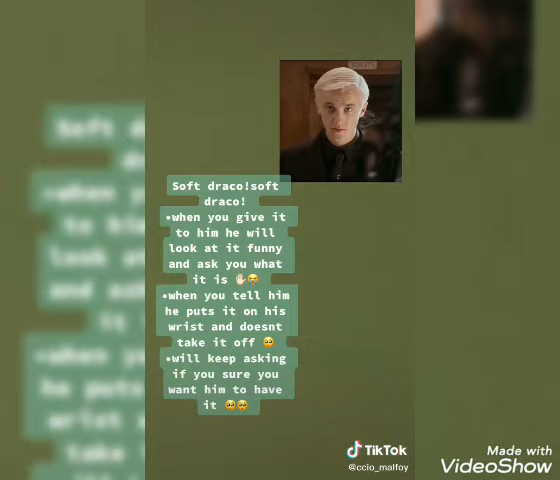 Soft draco!soft
draco!
•when you give it
to him he will
look at it funny
and ask you what
it is ✋🏻😭
•when you tell him
he puts it on his
wrist and doesnt
take it off 🥺
•will keep asking
if you sure you
want him to have
it 🥺🥺
TikTok
@ccio_malfoy
Made with
VideoShow